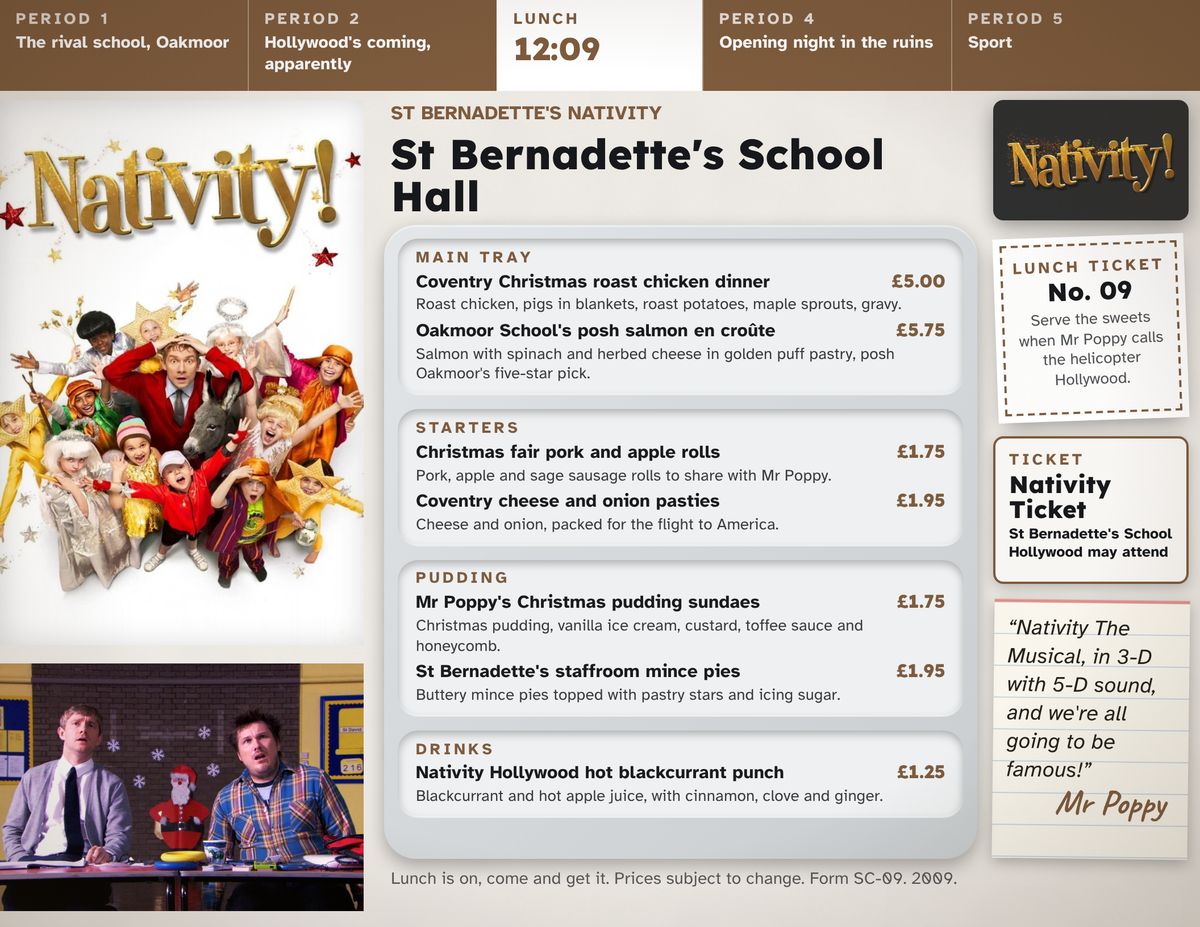 PERIOD 1
The rival school, Oakmoor
PERIOD 2
Hollywood's coming,
apparently
LUNCH
12:09
PERIOD 4
Opening night in the ruins
PERIOD 5
Sport
Nativity!
ST BERNADETTE'S NATIVITY
St Bernadette's School
Hall
MAIN TRAY
Coventry Christmas roast chicken dinner £5.00
Roast chicken, pigs in blankets, roast potatoes, maple sprouts, gravy.
Oakmoor School's posh salmon en croûte £5.75
Salmon with spinach and herbed cheese in golden puff pastry, posh
Oakmoor's five-star pick.
STARTERS
Christmas fair pork and apple rolls £1.75
Pork, apple and sage sausage rolls to share with Mr Poppy.
Coventry cheese and onion pasties £1.95
Cheese and onion, packed for the flight to America.
PUDDING
Mr Poppy's Christmas pudding sundaes £1.75
Christmas pudding, vanilla ice cream, custard, toffee sauce and
honeycomb.
St Bernadette's staffroom mince pies £1.95
Buttery mince pies topped with pastry stars and icing sugar.
DRINKS
Nativity Hollywood hot blackcurrant punch £1.25
Blackcurrant and hot apple juice, with cinnamon, clove and ginger.
Lunch is on, come and get it. Prices subject to change. Form SC-09. 2009.
Nativity!
LUNCH TICKET
No. 09
Serve the sweets
when Mr Poppy calls
the helicopter
Hollywood.
TICKET
Nativity
Ticket
St Bernadette's School
Hollywood may attend
“Nativity The
Musical, in 3-D
with 5-D sound,
and we're all
going to be
famous!”
Mr Poppy
216